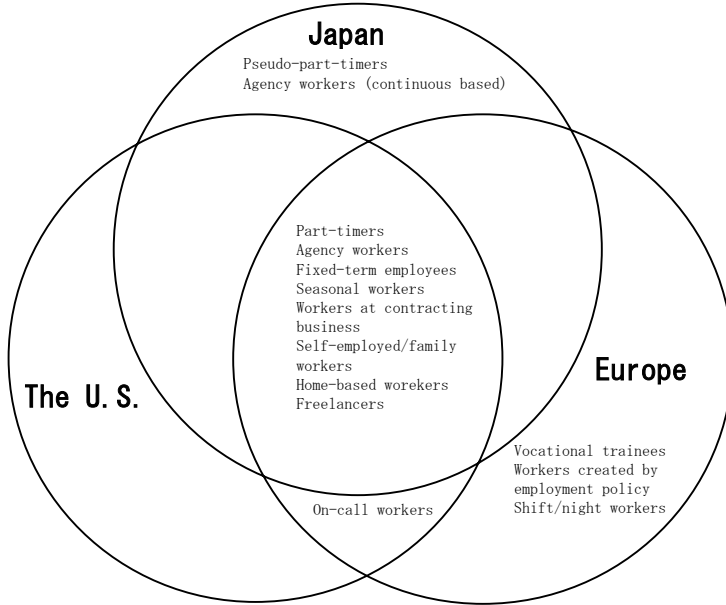 Japan
Pseudo-part-timers
Agency workers (continuous based)
Part-timers
Agency workers
Fixed-term employees
Seasonal workers
Workers at contracting
business
Self-employed/family
workers
Home-based worekers
Freelancers
The U.S.
Europe
Vocational trainees
Workers created by
employment policy
Shift/night workers
On-call workers